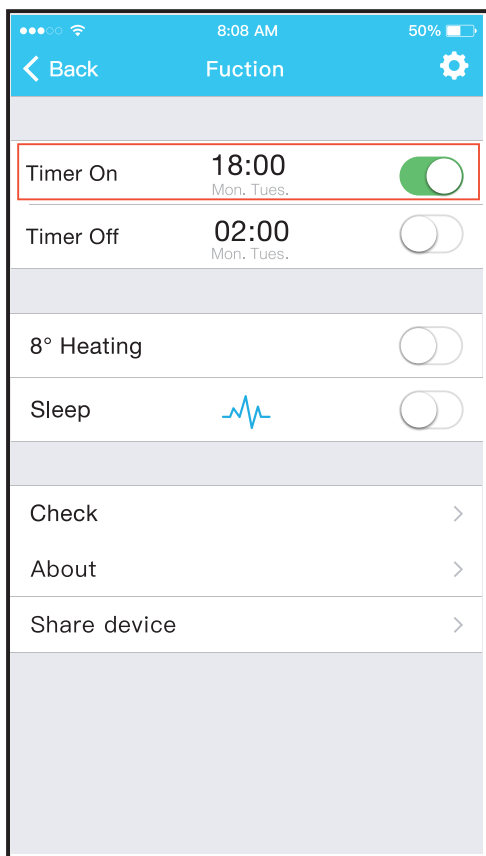 8:08 AM 50%
Back Fuction
Timer On 18:00
Mon. Tues.
Timer Off 02:00
Mon. Tues.
8° Heating
Sleep
Check
About
Share device